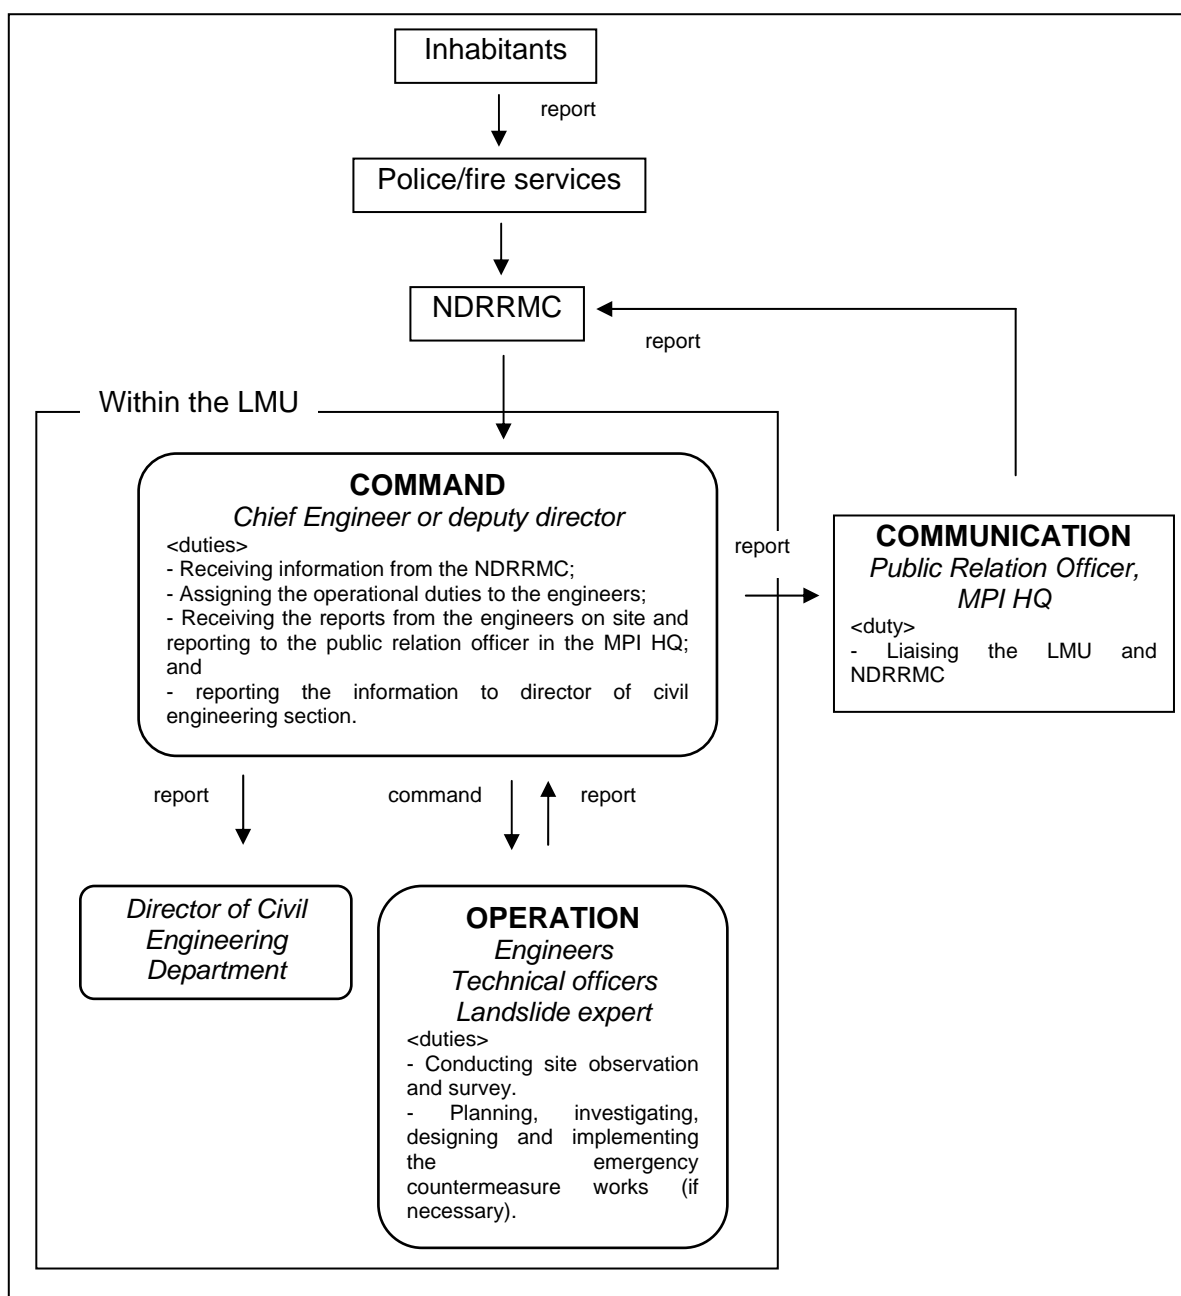 Inhabitants
report
Police/fire services
NDRRMC
report
Within the LMU
COMMAND
Chief Engineer or deputy director
<duties>
- Receiving information from the NDRRMC;
- Assigning the operational duties to the engineers;
- Receiving the reports from the engineers on site and
reporting to the public relation officer in the MPI HQ;
and
- reporting the information to director of civil
engineering section.
report
COMMUNICATION
Public Relation Officer,
MPI HQ
<duty>
- Liaising the LMU and
NDRRMC
report
command
report
Director of Civil
Engineering
Department
OPERATION
Engineers
Technical officers
Landslide expert
<duties>
- Conducting site observation
and survey.
- Planning, investigating,
designing and implementing
the emergency
countermeasure works (if
necessary).